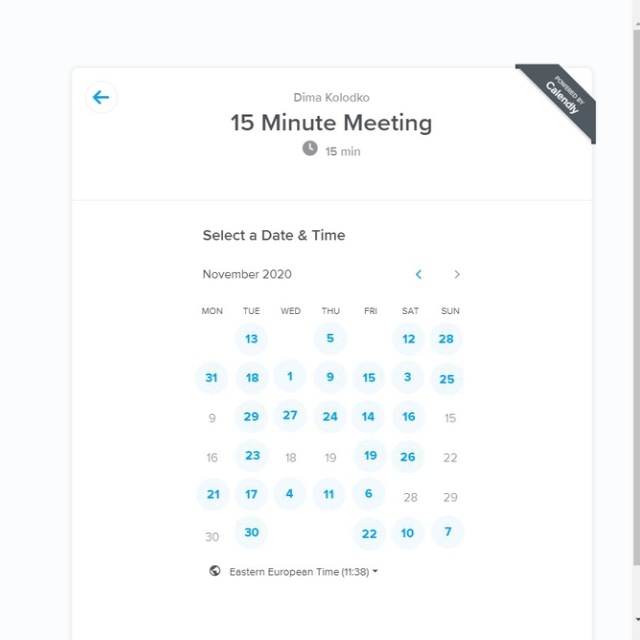 POWERED BY
Calendly
Dima Kolodko
15 Minute Meeting
15 min
Select a Date & Time
November 2020
MON TUE WED THU FRI SAT SUN
13 5 12 28
31 18 1 9 15 3 25
9 29 27 24 14 16 15
16 23 18 19 19 26 22
21 17 4 11 6 28 29
30 30 22 10 7
Eastern European Time (11:38)